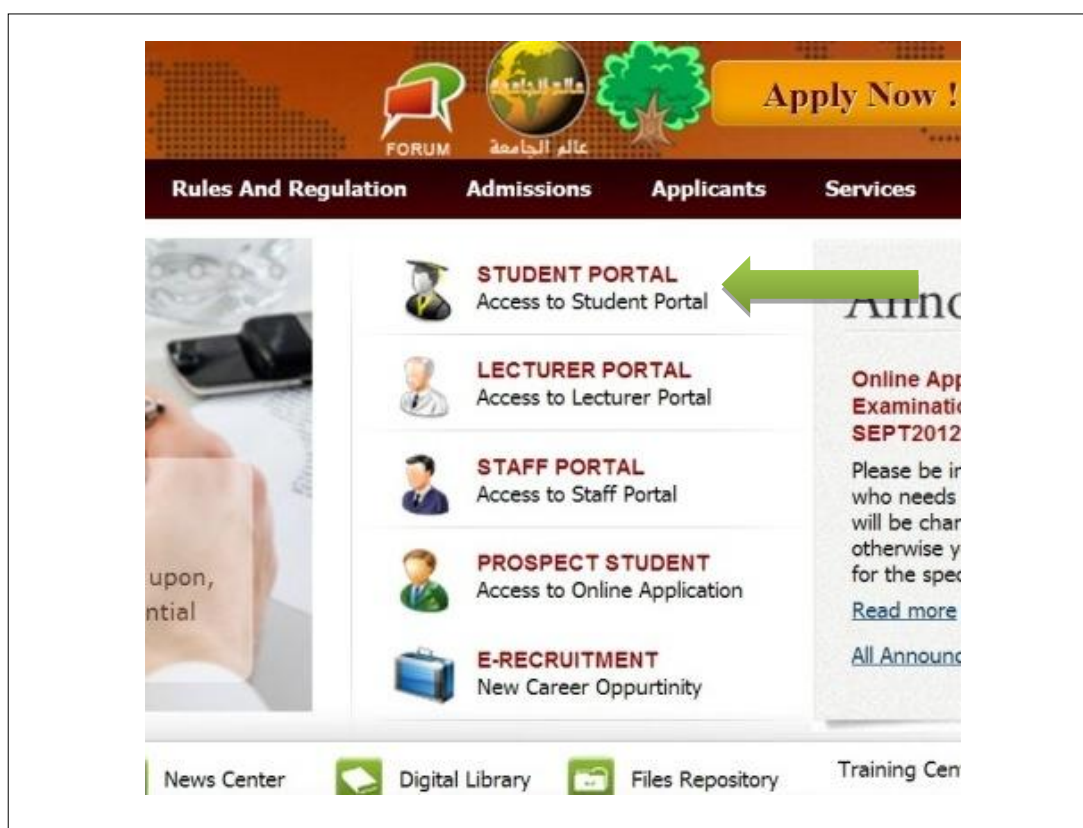 Apply Now !
FORUM
عالم الجامعة
عالم الجامعة
Rules And Regulation
Admissions
Applicants
Services
STUDENT PORTAL
Access to Student Portal
LECTURER PORTAL
Access to Lecturer Portal
STAFF PORTAL
Access to Staff Portal
PROSPECT STUDENT
Access to Online Application
E-RECRUITMENT
New Career Oppurtinity
upon,
ntial
Online App
Examinatio
SEPT2012
Please be in
who needs
will be char
otherwise y
for the spec
Read more
All Announc
News Center
Digital Library
Files Repository
Training Cen